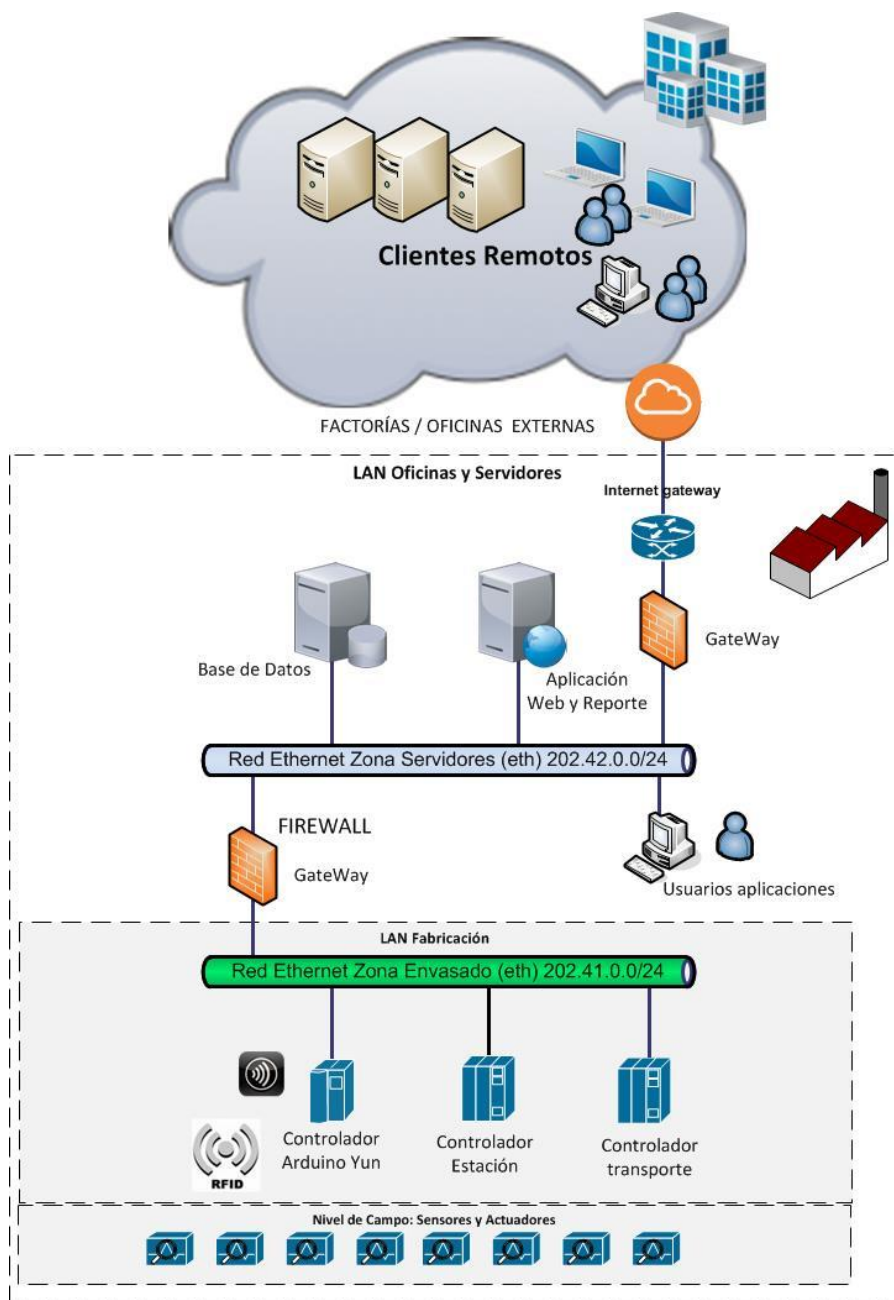 Clientes Remotos
FACTORÍAS / OFICINAS  EXTERNAS
LAN Oficinas y Servidores
Internet gateway
GateWay
Base de Datos
Aplicación
Web y Reporte
Red Ethernet Zona Servidores (eth) 202.42.0.0/24
FIREWALL
GateWay
Usuarios aplicaciones
LAN Fabricación
Red Ethernet Zona Envasado (eth) 202.41.0.0/24
RFID
Controlador
Arduino Yun
Controlador
Estación
Controlador
transporte
Nivel de Campo: Sensores y Actuadores